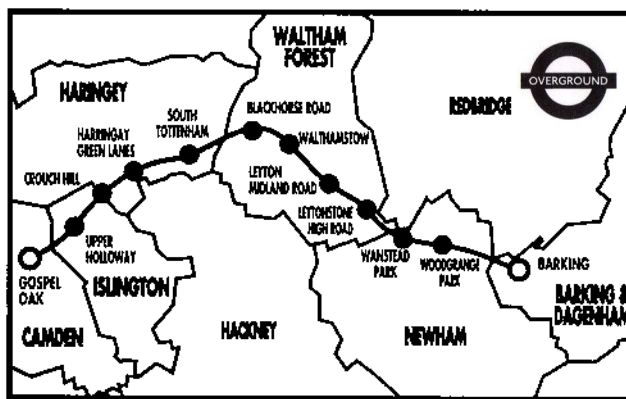 WALTHAM
FOREST
OVERGROUND
HARINGEY
REDBRIDGE
SOUTH
TOTTENHAM
BLACKHORSE ROAD
HARRINGAY
GREEN LANES
WALTHAMSTOW
CROUCH HILL
LEYTON
MIDLAND ROAD
LEYTONSTONE
HIGH ROAD
UPPER
HOLLOWAY
WANSTEAD
PARK
WOODGRANGE
PARK
BARKING
GOSPEL
OAK
ISLINGTON
BARKING &
DAGENHAM
CAMDEN
HACKNEY
NEWHAM